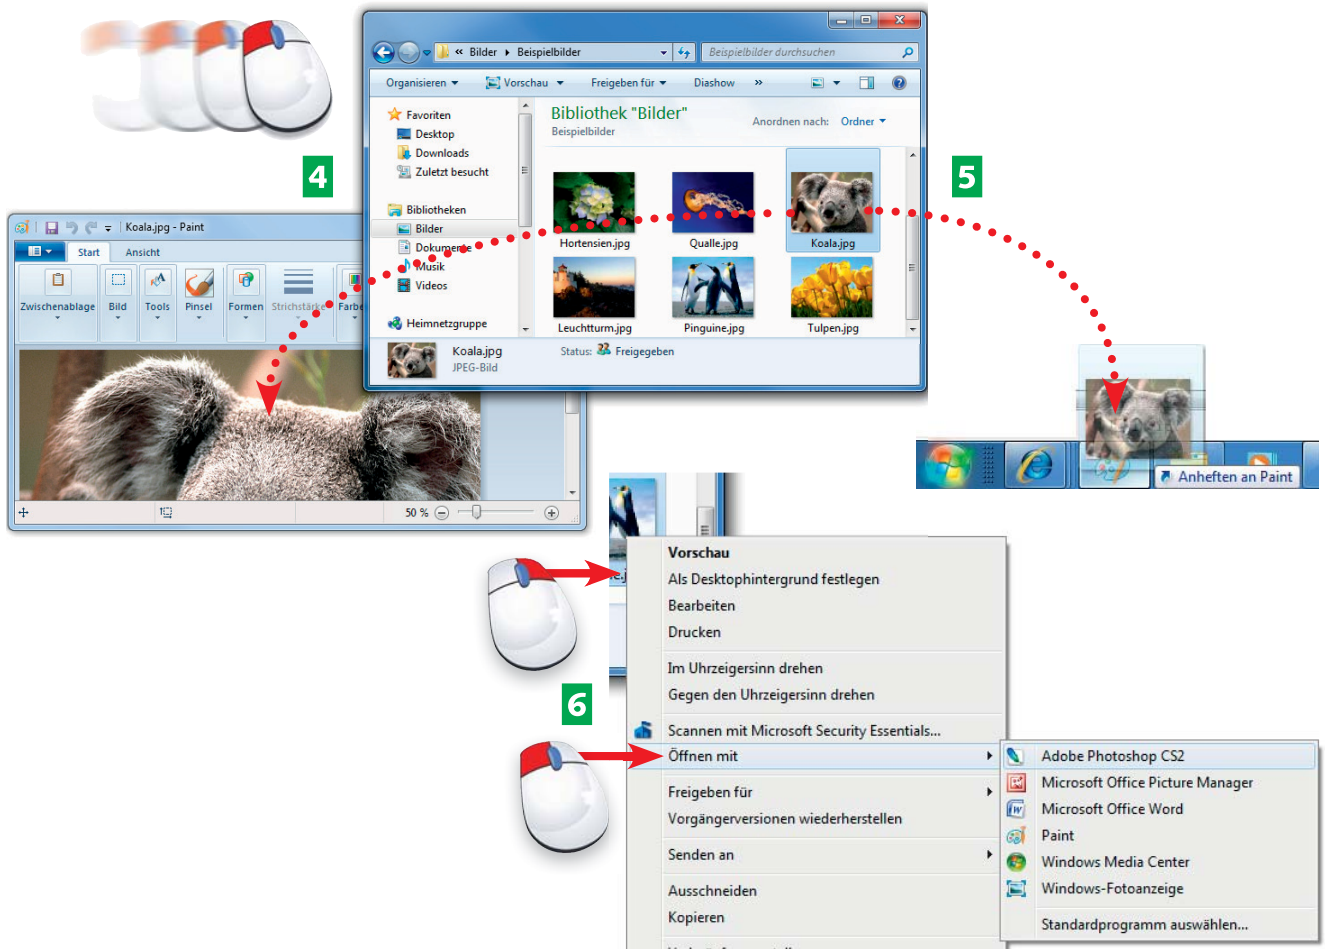 « Bilder Beispielbilder
Beispielbilder durchsuchen
Organisieren Vorschau Freigeben für Diashow »
Favoriten
Desktop
Downloads
Zuletzt besucht
Bibliotheken
Bilder
Dokumente
Musik
Videos
Heimnetzgruppe
Bibliothek "Bilder"
Beispielbilder
Anordnen nach: Ordner
Hortensien.jpg Qualle.jpg Koala.jpg
Leuchtturm.jpg Pinguine.jpg Tulpen.jpg
Koala.jpg Status: Freigegeben
JPEG-Bild
4
5
Koala.jpg - Paint
Start Ansicht
Zwischenablage Bild Tools Pinsel Formen Strichstärke
50 %
Anheften an Paint
6
Vorschau
Als Desktophintergrund festlegen
Bearbeiten
Drucken
Im Uhrzeigersinn drehen
Gegen den Uhrzeigersinn drehen
Scannen mit Microsoft Security Essentials...
Öffnen mit
Freigeben für
Vorgängerversionen wiederherstellen
Senden an
Ausschneiden
Kopieren
Adobe Photoshop CS2
Microsoft Office Picture Manager
Microsoft Office Word
Paint
Windows Media Center
Windows-Fotoanzeige
Standardprogramm auswählen...